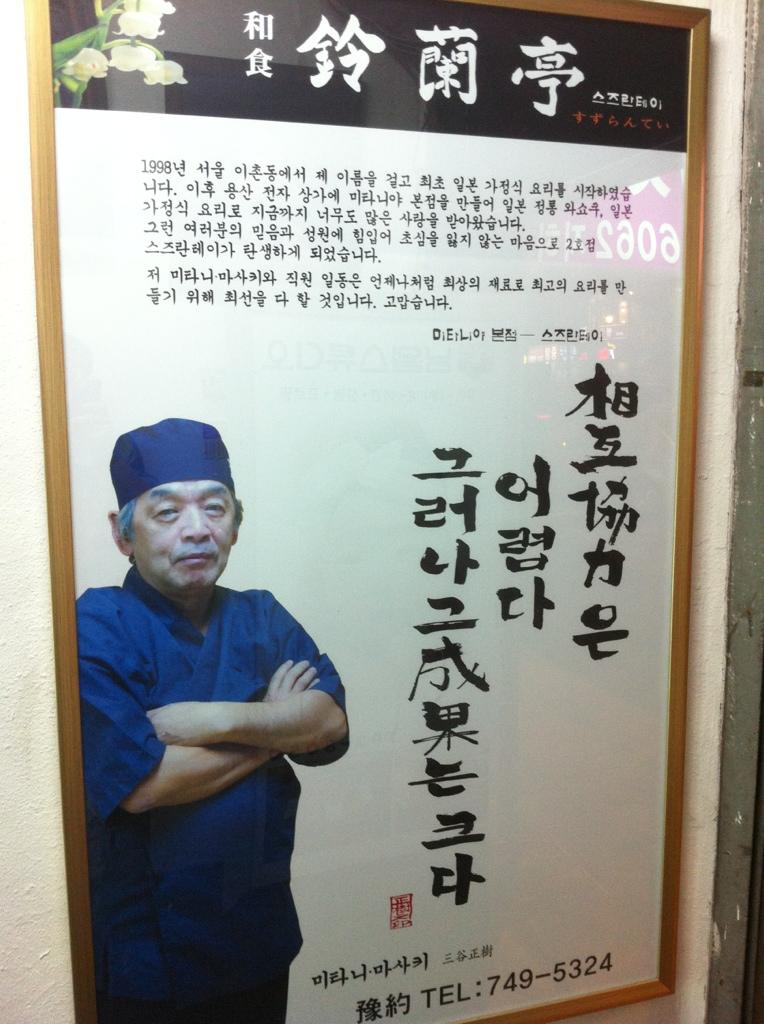 和食 鈴蘭亭 스즈란테이
すずらんてい
1998년 서울 이촌동에서 제 이름을 걸고 최초 일본 가정식 요리를 시작하였습
니다. 이후 용산 전자 상가에 미타니야 본점을 만들어 일본 정통 와쇼쿠, 일본
가정식 요리로 지금까지 너무도 많은 사랑을 받아왔습니다.
그런 여러분의 믿음과 성원에 힘입어 초심을 잃지 않는 마음으로 2호점
스즈란테이가 탄생하게 되었습니다.
저 미타니·마사키와 직원 일동은 언제나처럼 최상의 재료로 최고의 요리를 만
들기 위해 최선을 다 할 것입니다. 고맙습니다.
미타니야 본점 — 스즈란테이
相互協力은
어렵다
그러나 그 成果는 크다
미타니·마사키 三谷正樹
豫約 TEL:749-5324